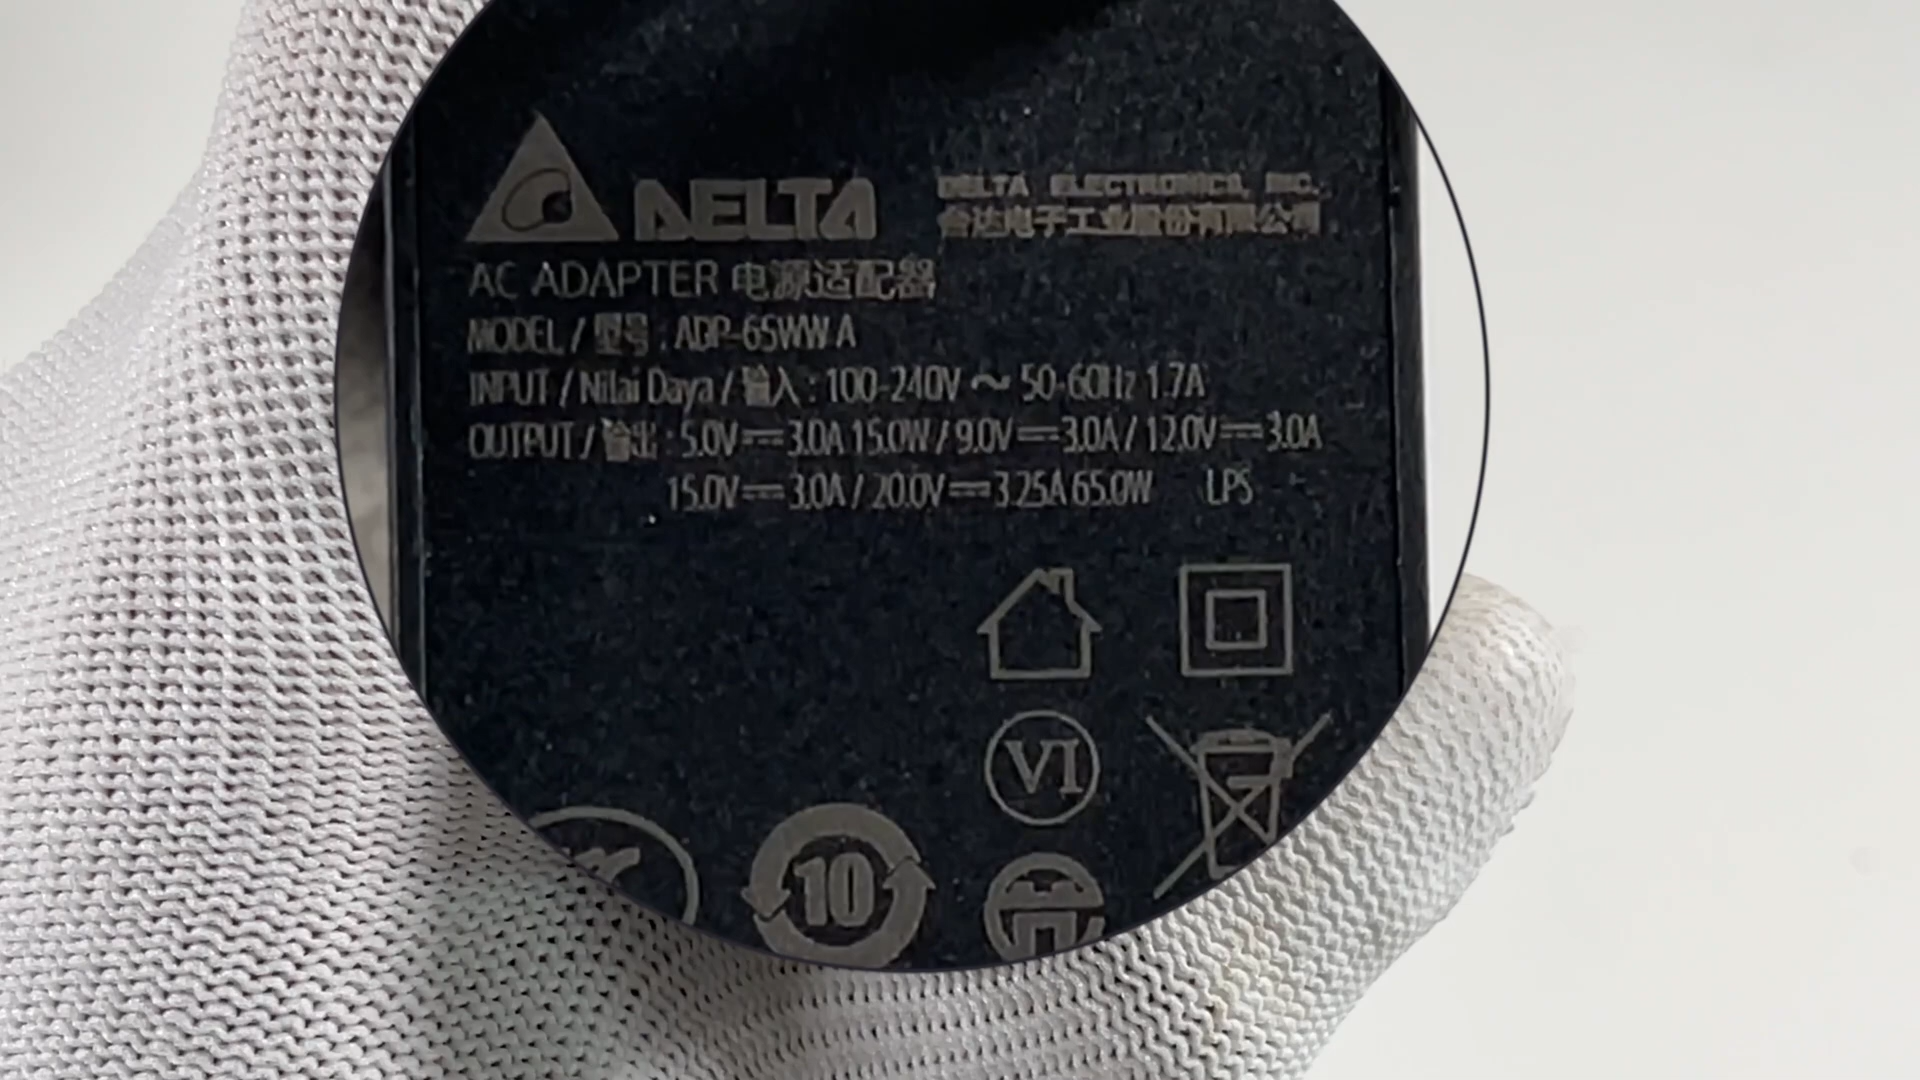 DELTA
DELTA ELECTRONICS, INC.
台达电子工业股份有限公司
AC ADAPTER 电源适配器
MODEL / 型号 : ADP-65WW A
INPUT / Nilai Daya / 输入 : 100-240V ~ 50-60Hz 1.7A
OUTPUT / 输出 : 5.0V⎓3.0A 15.0W / 9.0V⎓3.0A / 12.0V⎓3.0A
15.0V⎓3.0A / 20.0V⎓3.25A 65.0W LPS
VI
10